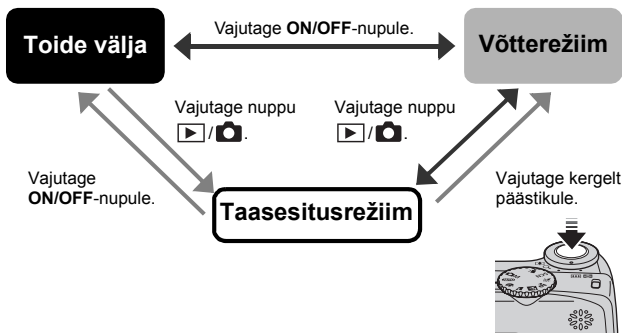 Toide välja
Vajutage ON/OFF-nupule.
Võtterežiim
Vajutage nuppu
/ .
Vajutage nuppu
/ .
Vajutage
ON/OFF-nupule.
Taasesitusrežiim
Vajutage kergelt
päästikule.